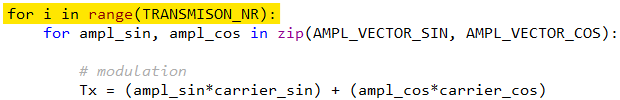 for i in range(TRANSMISON_NR):
for ampl_sin, ampl_cos in zip(AMPL_VECTOR_SIN, AMPL_VECTOR_COS):
# modulation
Tx = (ampl_sin*carrier_sin) + (ampl_cos*carrier_cos)